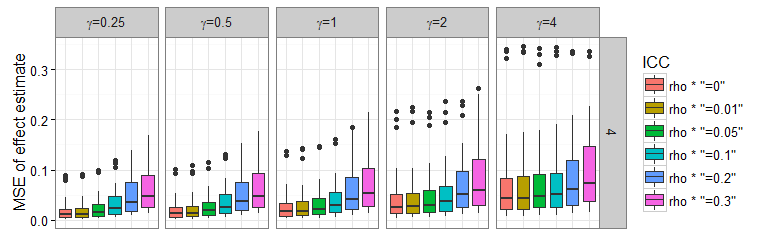 γ=0.25 γ=0.5 γ=1 γ=2 γ=4
MSE of effect estimate
0.3
0.2
0.1
0.0
4
ICC
rho * "=0"
rho * "=0.01"
rho * "=0.05"
rho * "=0.1"
rho * "=0.2"
rho * "=0.3"